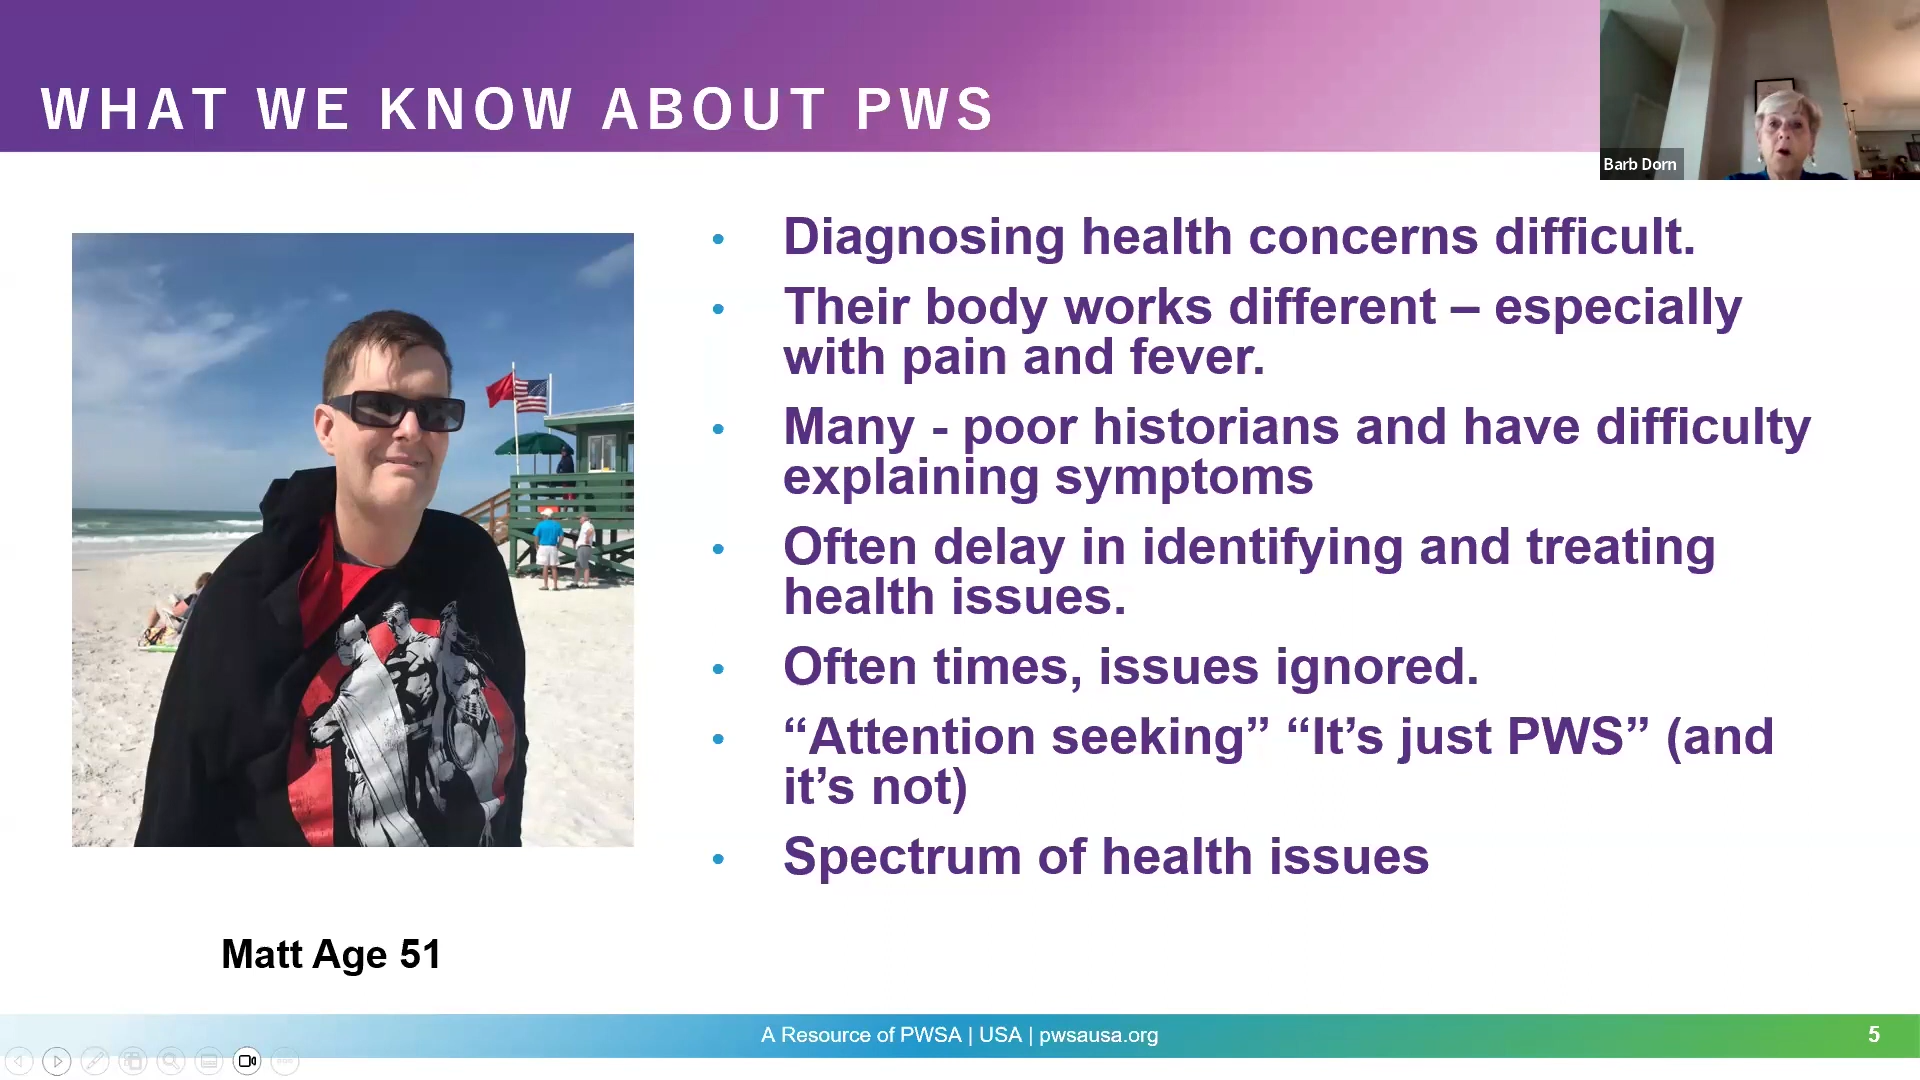 WHAT WE KNOW ABOUT PWS
Barb Dorn
• Diagnosing health concerns difficult.
• Their body works different – especially
with pain and fever.
• Many - poor historians and have difficulty
explaining symptoms
• Often delay in identifying and treating
health issues.
• Often times, issues ignored.
• “Attention seeking” “It’s just PWS” (and
it’s not)
• Spectrum of health issues
Matt Age 51
A Resource of PWSA | USA | pwsausa.org
5